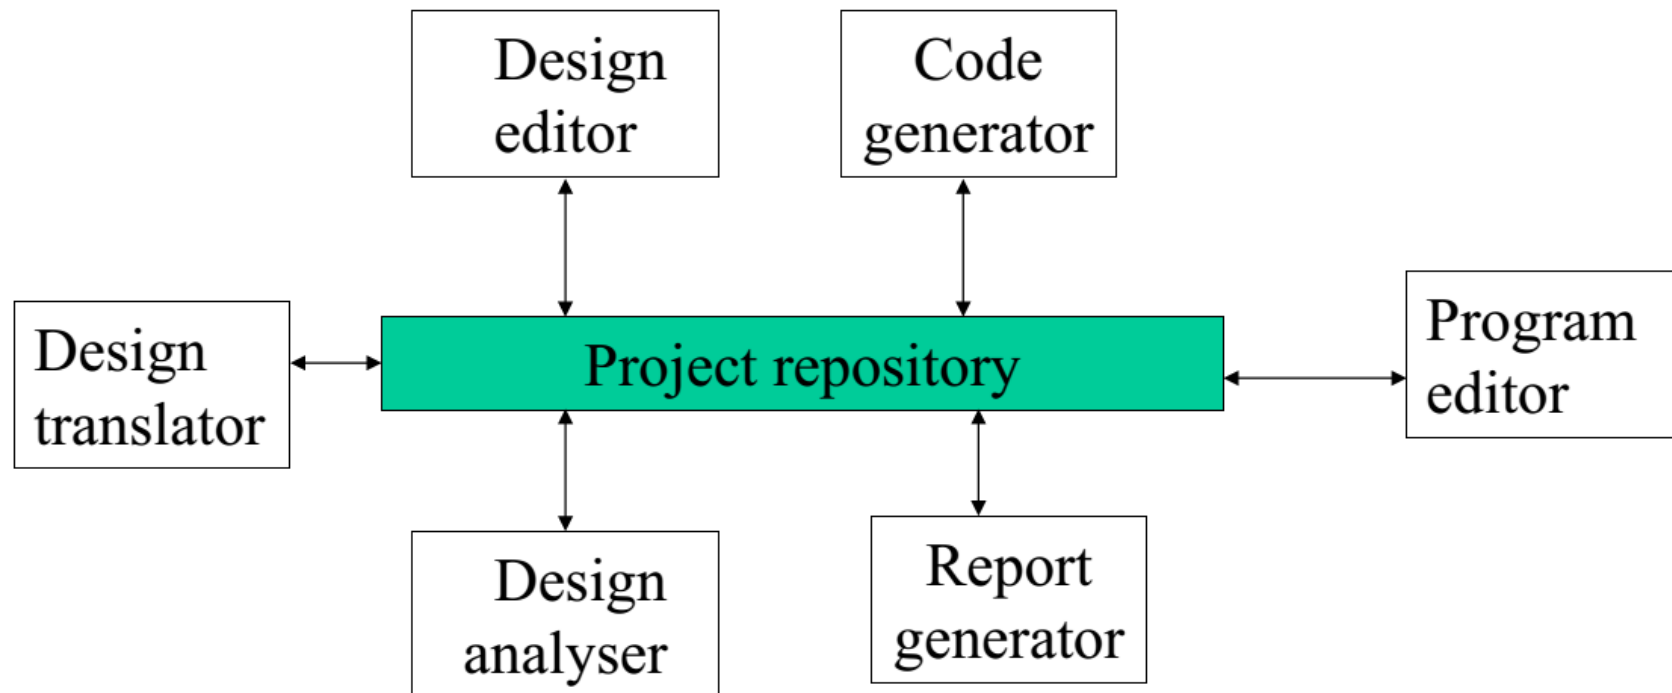 Design
editor
Code
generator
Design
translator
Project repository
Program
editor
Design
analyser
Report
generator